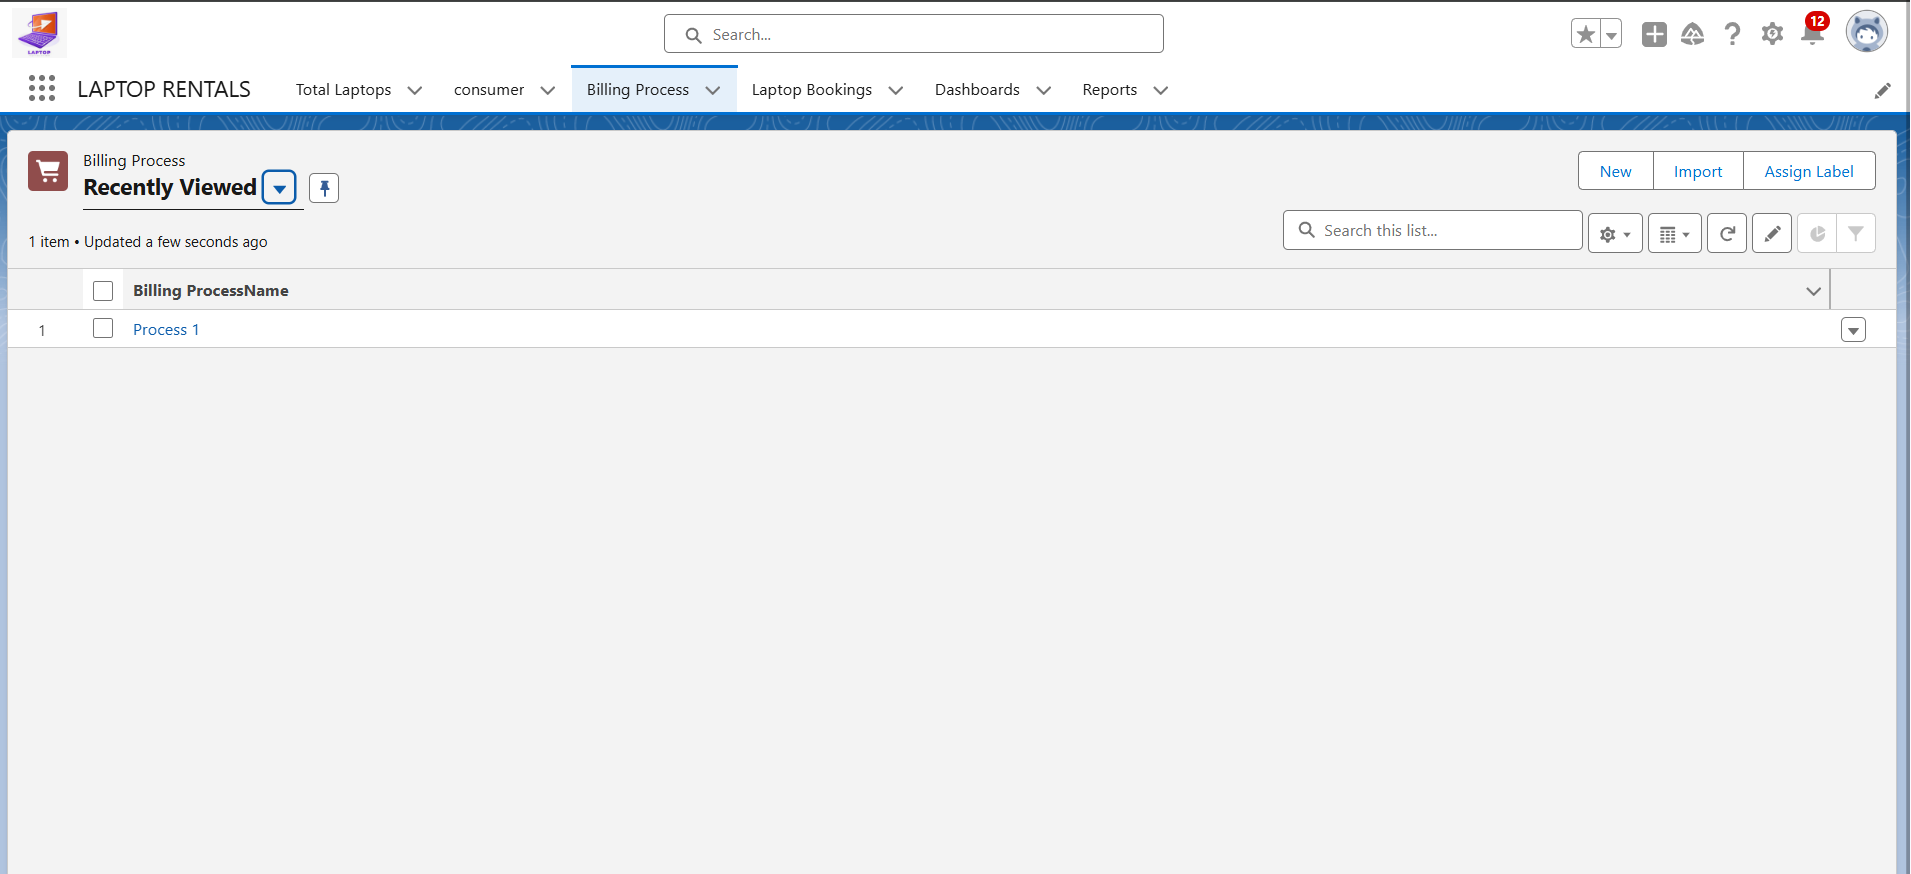 LAPTOP
Search...
12
LAPTOP RENTALS
Total Laptops
consumer
Billing Process
Laptop Bookings
Dashboards
Reports
Billing Process
Recently Viewed
New
Import
Assign Label
1 item • Updated a few seconds ago
Search this list...
Billing ProcessName
1
Process 1